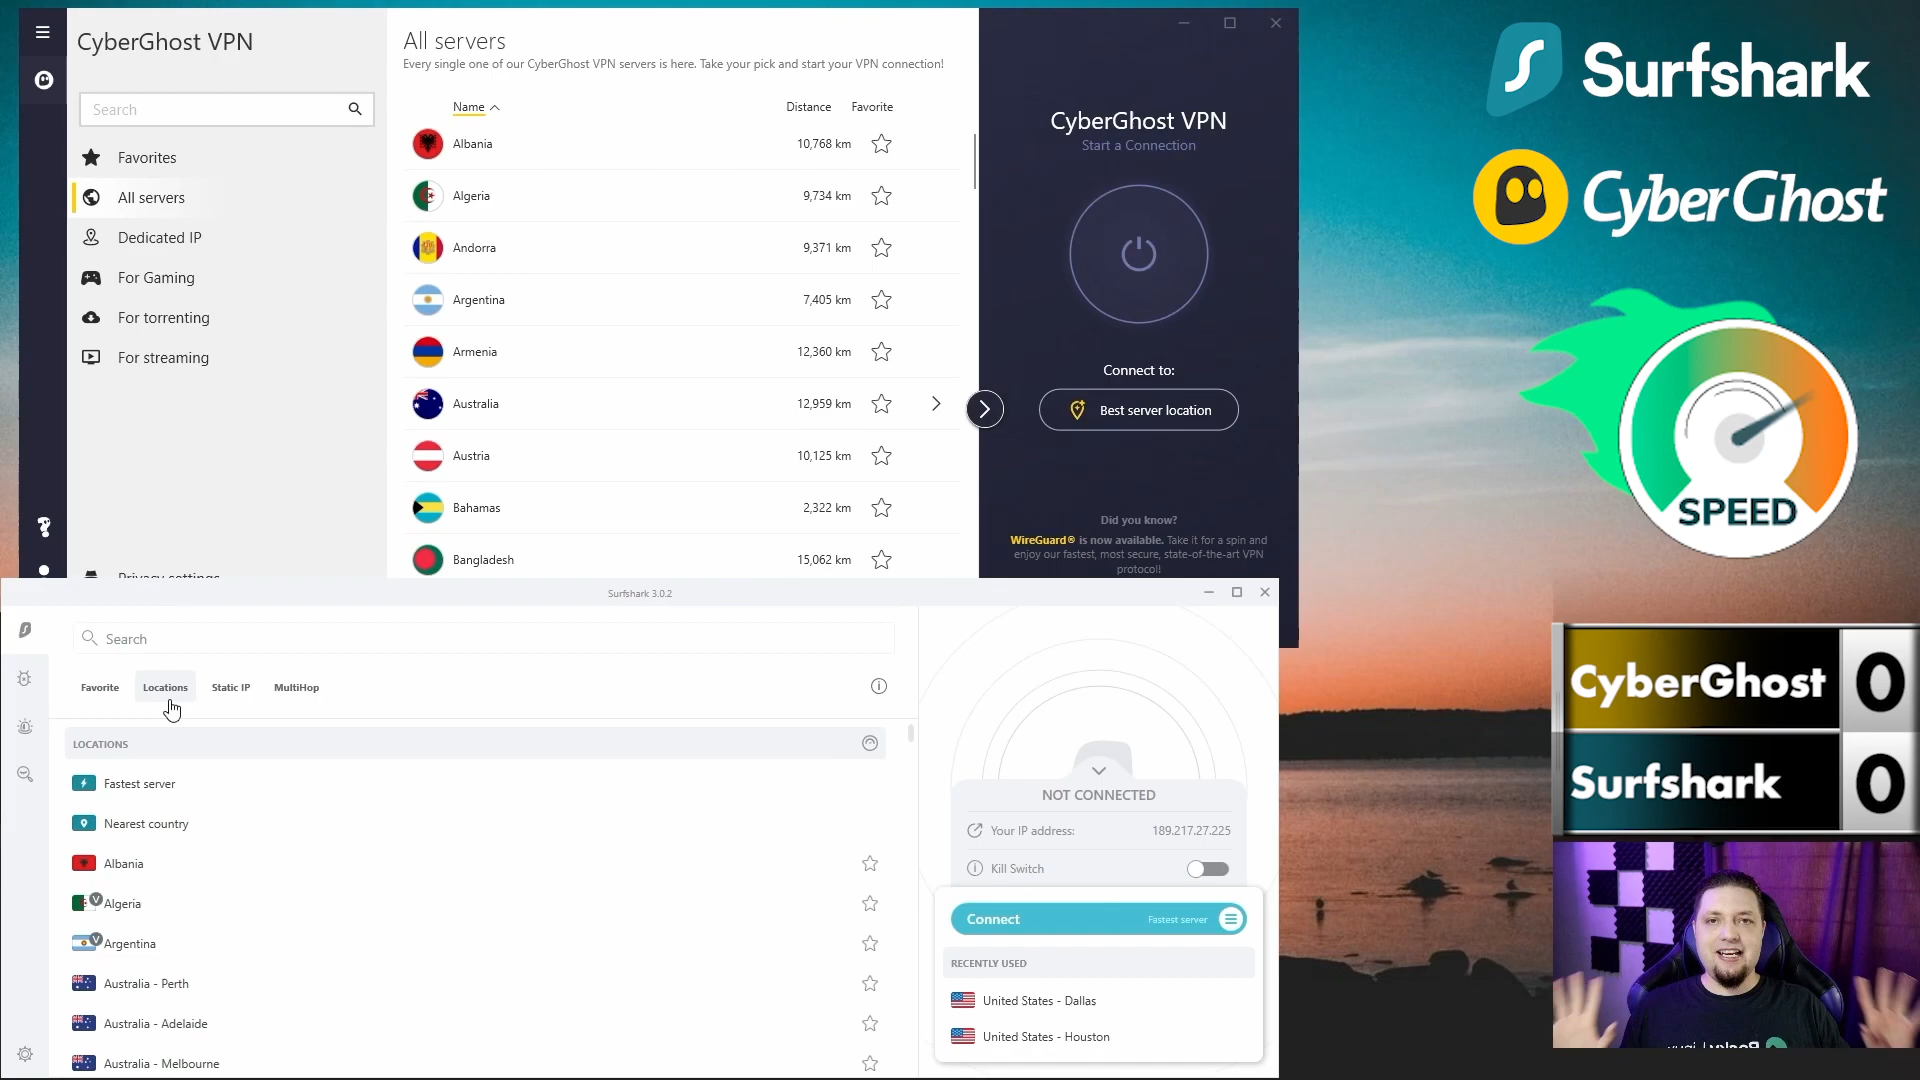 CyberGhost VPN
Search
Favorites
All servers
Dedicated IP
For Gaming
For torrenting
For streaming
Privacy settings
All servers
Every single one of our CyberGhost VPN servers is here. Take your pick and start your VPN connection!
Name Distance Favorite
Albania 10,768 km
Algeria 9,734 km
Andorra 9,371 km
Argentina 7,405 km
Armenia 12,360 km
Australia 12,959 km
Austria 10,125 km
Bahamas 2,322 km
Bangladesh 15,062 km
CyberGhost VPN
Start a Connection
Connect to:
Best server location
Did you know?
WireGuard® is now available. Take it for a spin and
enjoy our fastest, most secure, state-of-the-art VPN
protocol!
Surfshark
CyberGhost
SPEED
Surfshark 3.0.2
Search
Favorite Locations Static IP MultiHop
LOCATIONS
Fastest server
Nearest country
Albania
V Algeria
V Argentina
Australia - Perth
Australia - Adelaide
Australia - Melbourne
NOT CONNECTED
Your IP address: 189.217.27.225
Kill Switch
Connect Fastest server
RECENTLY USED
United States - Dallas
United States - Houston
CyberGhost 0
Surfshark 0